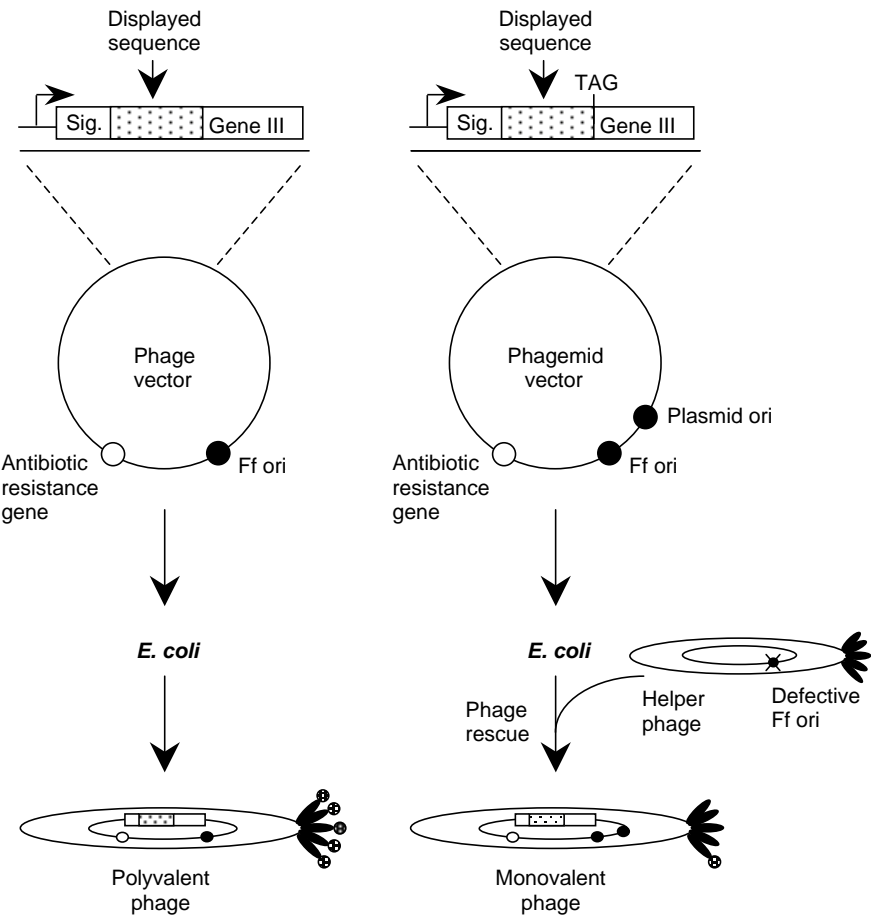 Displayed
sequence
Sig.
Gene III
Phage
vector
Antibiotic
resistance
gene
Ff ori
E. coli
Polyvalent
phage
Displayed
sequence
TAG
Sig.
Gene III
Phagemid
vector
Plasmid ori
Antibiotic
resistance
gene
Ff ori
E. coli
Phage
rescue
Helper
phage
Defective
Ff ori
Monovalent
phage